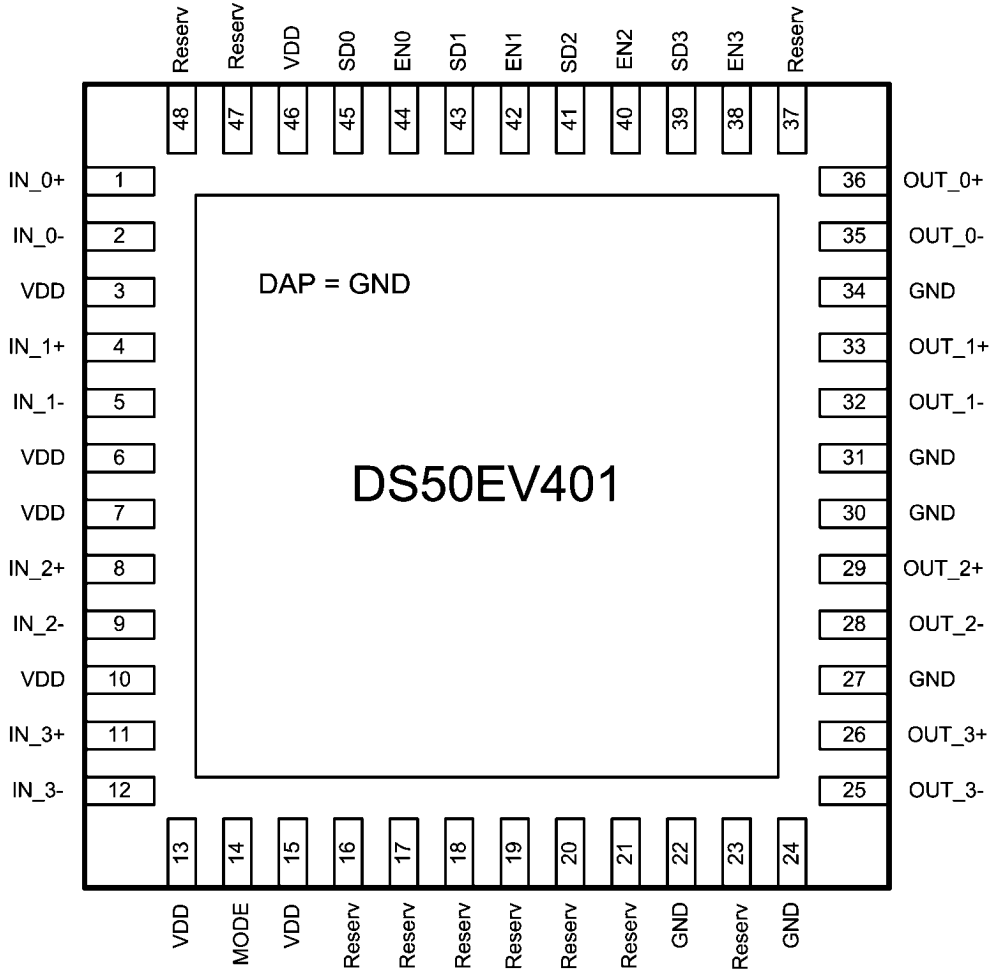 Reserv Reserv VDD SD0 EN0 SD1 EN1 SD2 EN2 SD3 EN3 Reserv
48 47 46 45 44 43 42 41 40 39 38 37
IN_0+ 1 36 OUT_0+
IN_0- 2 35 OUT_0-
VDD 3 DAP = GND 34 GND
IN_1+ 4 33 OUT_1+
IN_1- 5 32 OUT_1-
VDD 6 31 GND
DS50EV401
VDD 7 30 GND
IN_2+ 8 29 OUT_2+
IN_2- 9 28 OUT_2-
VDD 10 27 GND
IN_3+ 11 26 OUT_3+
IN_3- 12 25 OUT_3-
13 14 15 16 17 18 19 20 21 22 23 24
VDD MODE VDD Reserv Reserv Reserv Reserv Reserv Reserv GND Reserv GND